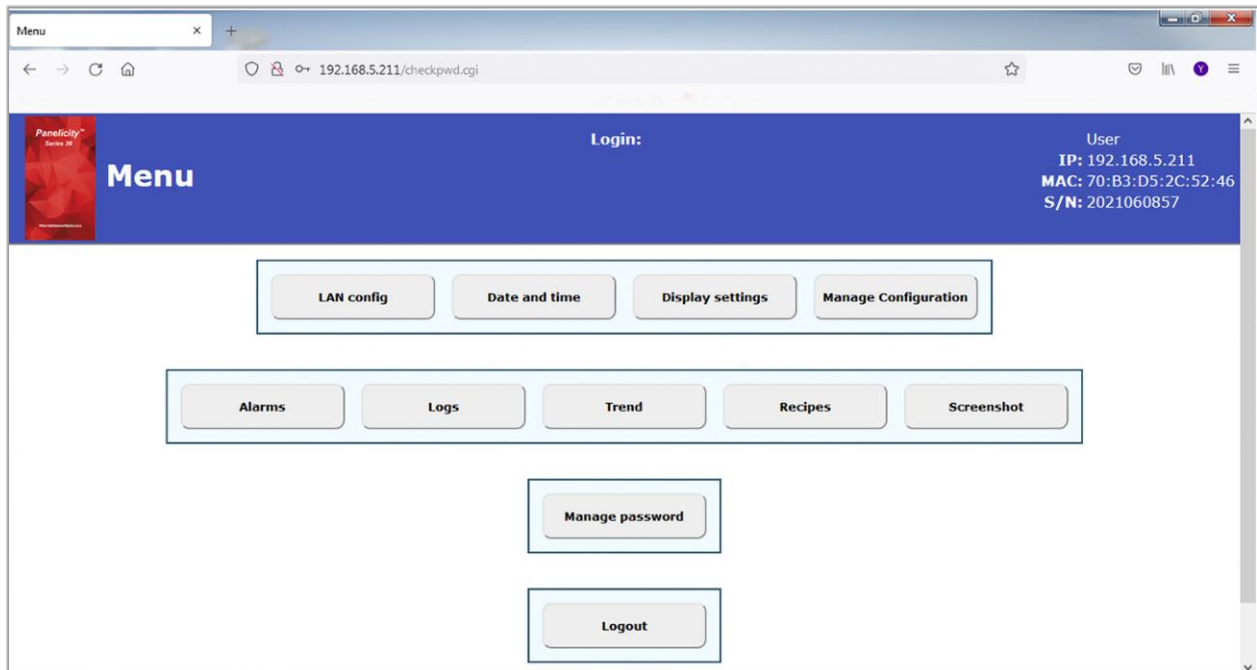 Menu
192.168.5.211/checkpwd.cgi
Y
Panelicity™
Series 36
Menu
Login:
User
IP: 192.168.5.211
MAC: 70:B3:D5:2C:52:46
S/N: 2021060857
LAN config Date and time Display settings Manage Configuration
Alarms Logs Trend Recipes Screenshot
Manage password
Logout